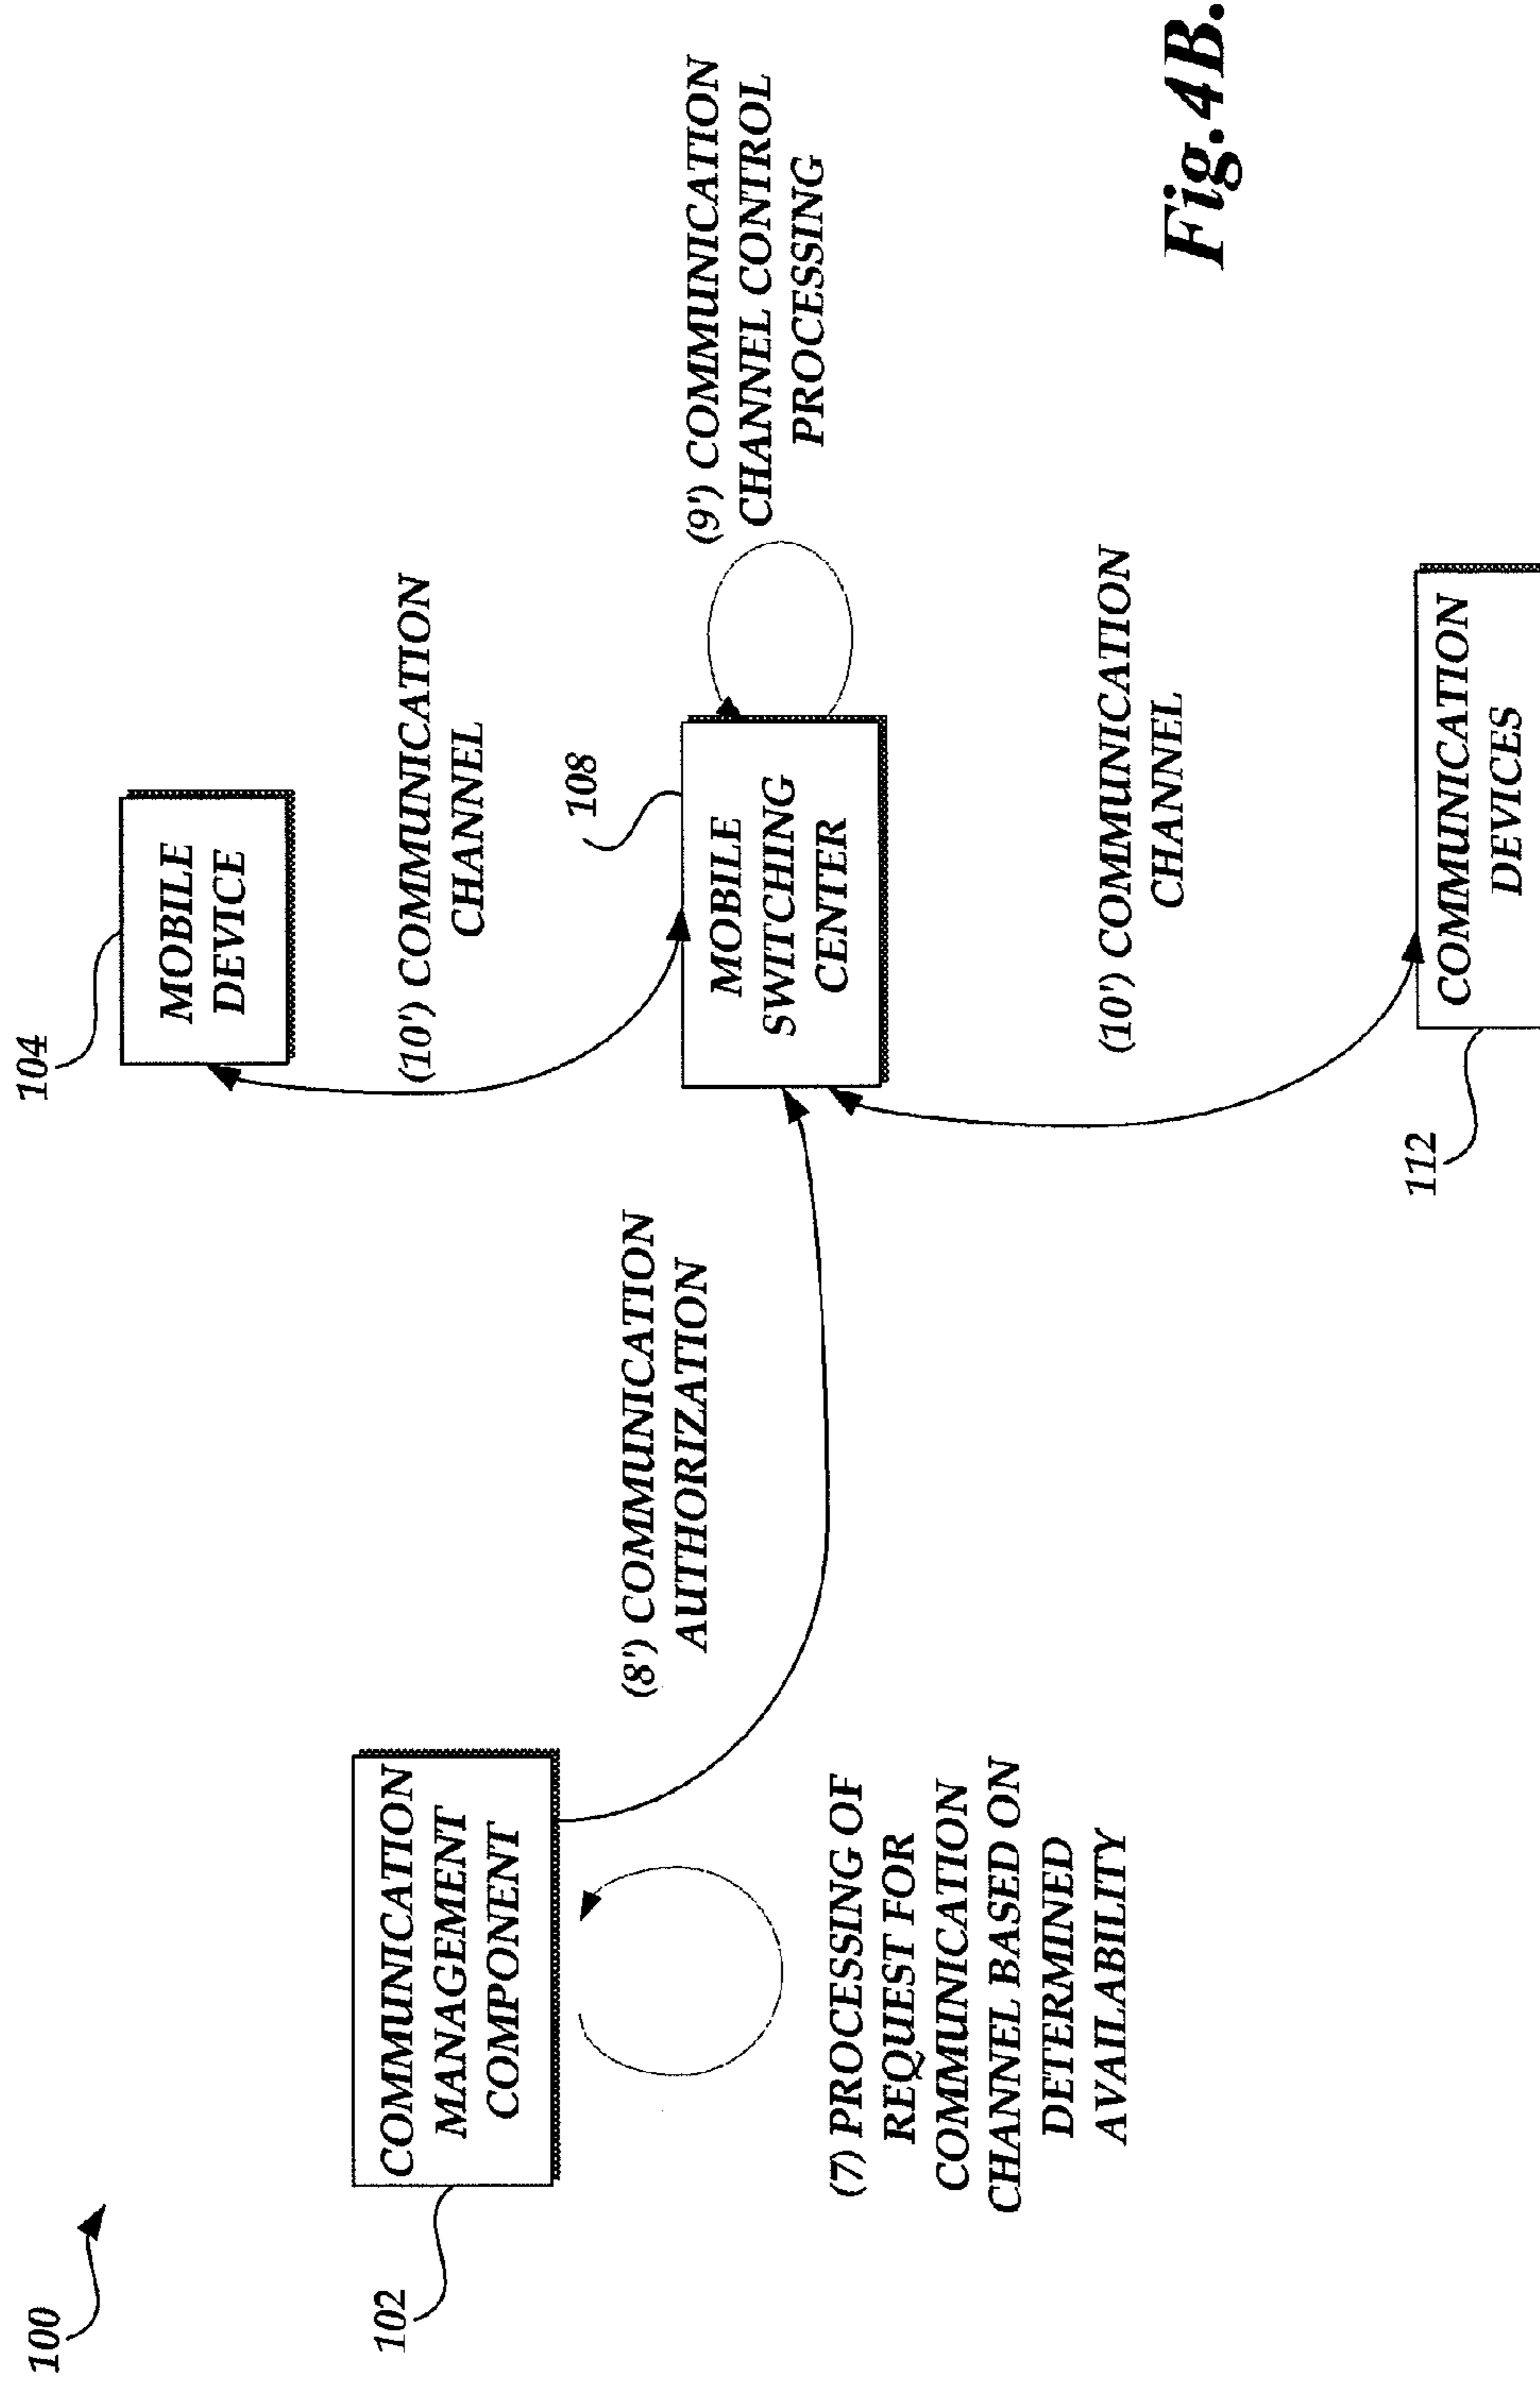 100
102
COMMUNICATION
MANAGEMENT
COMPONENT
(7) PROCESSING OF
REQUEST FOR
COMMUNICATION
CHANNEL BASED ON
DETERMINED
AVAILABILITY
(8') COMMUNICATION
AUTHORIZATION
104
MOBILE
DEVICE
(10') COMMUNICATION
CHANNEL
108
MOBILE
SWITCHING
CENTER
(9') COMMUNICATION
CHANNEL CONTROL
PROCESSING
(10') COMMUNICATION
CHANNEL
112
COMMUNICATION
DEVICES
Fig.4B.